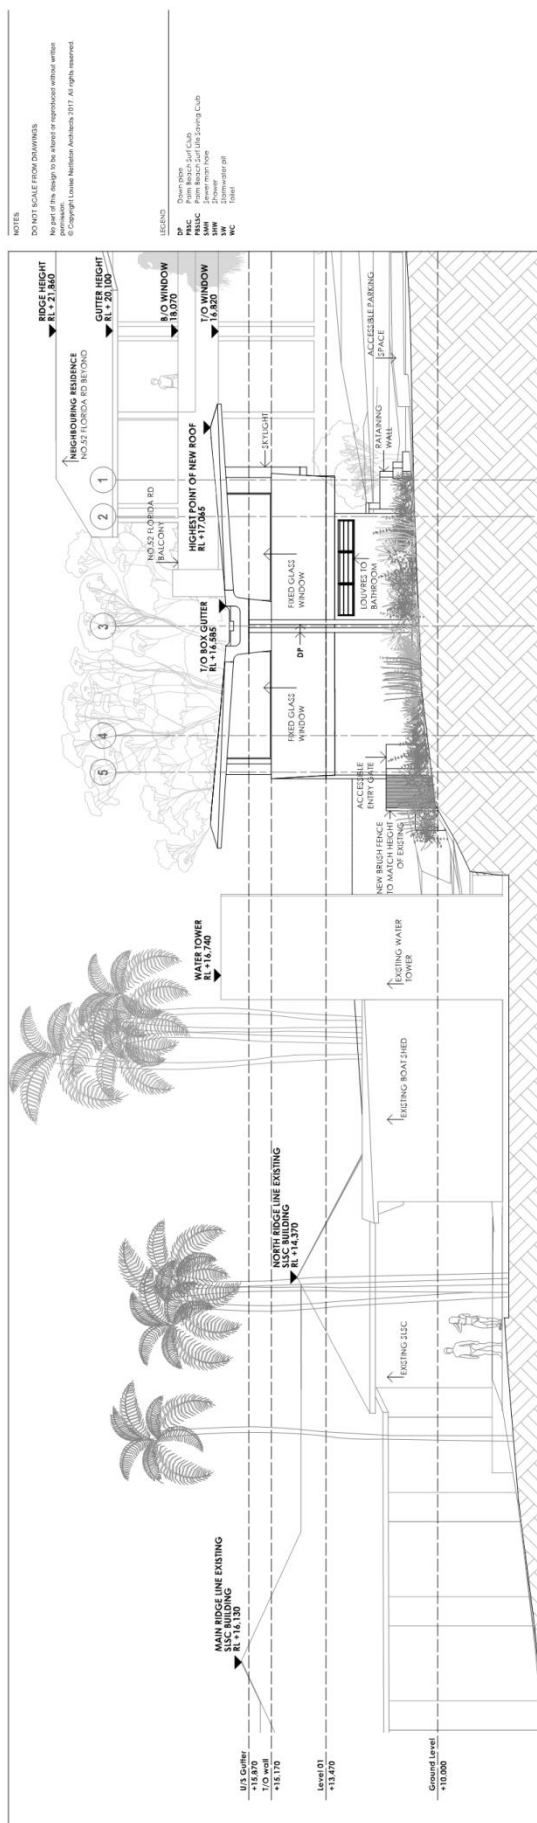 NOTES
DO NOT SCALE FROM DRAWINGS
No part of this design to be altered or reproduced without written
permission.
© Copyright Louise Nettleton Architects 2017. All rights reserved.
LEGEND
DP Down pipe
PBSC Palm Beach Surf Club
PBSLSC Palm Beach Surf Life Saving Club
SMH Sewer man hole
SHW Shower
SW Stormwater pit
WC Toilet
MAIN RIDGE LINE EXISTING
SLSC BUILDING
RL +16,130
NORTH RIDGE LINE EXISTING
SLSC BUILDING
RL +14,370
WATER TOWER
RL +16,740
T/O BOX GUTTER
RL +16,585
HIGHEST POINT OF NEW ROOF
RL +17,065
NO.52 FLORIDA RD
BALCONY
NEIGHBOURING RESIDENCE
NO.52 FLORIDA RD BEYOND
RIDGE HEIGHT
RL + 21,860
GUTTER HEIGHT
RL + 20,100
B/O WINDOW
18,070
T/O WINDOW
16,820
5
4
3
2
1
U/S Gutter
+15,870
T/O wall
+15,170
Level 01
+13,470
Ground Level
+10,000
EXISTING SLSC
EXISTING BOAT SHED
EXISTING WATER
TOWER
NEW BRUSH FENCE
TO MATCH HEIGHT
OF EXISTING
ACCESSIBLE
ENTRY GATE
FIXED GLASS
WINDOW
DP
FIXED GLASS
WINDOW
LOUVRES TO
BATHROOM
SKYLIGHT
RATAINING
WALL
ACCESSIBLE PARKING
SPACE